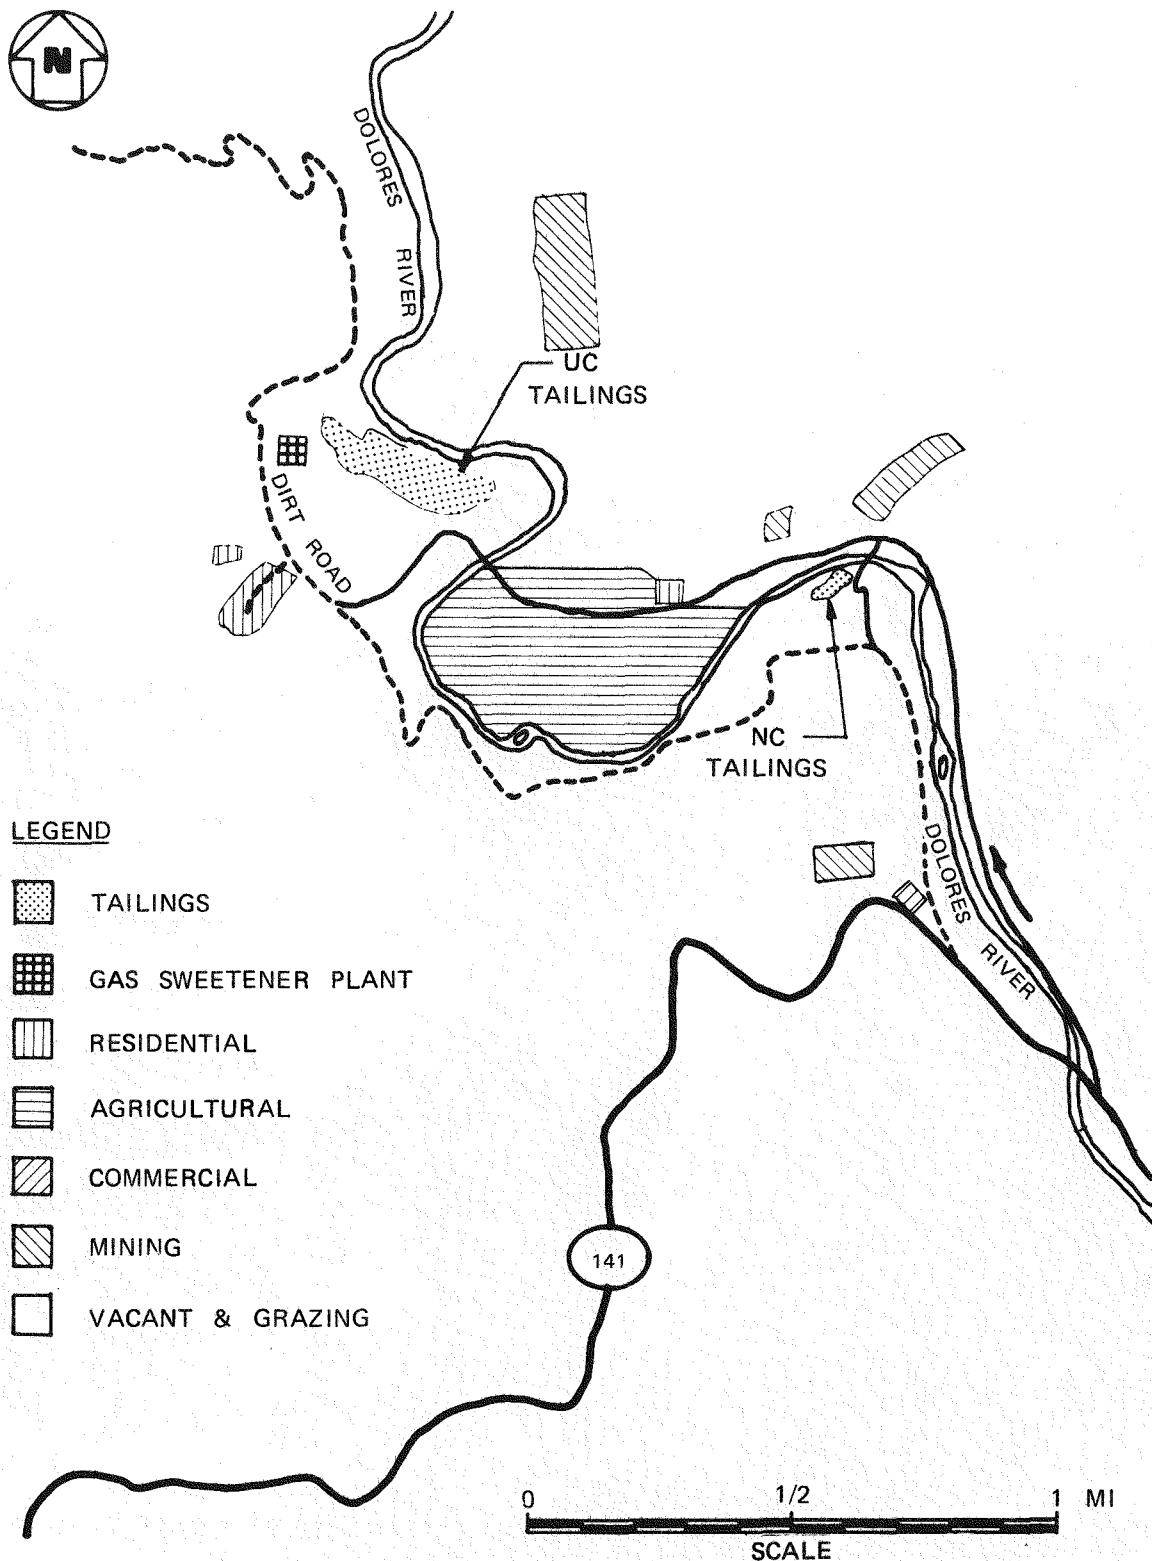 N
DOLORES
RIVER
UC
TAILINGS
DIRT ROAD
NC
TAILINGS
DOLORES
RIVER
LEGEND
TAILINGS
GAS SWEETENER PLANT
RESIDENTIAL
AGRICULTURAL
COMMERCIAL
MINING
VACANT & GRAZING
141
0 1/2 1 MI
SCALE